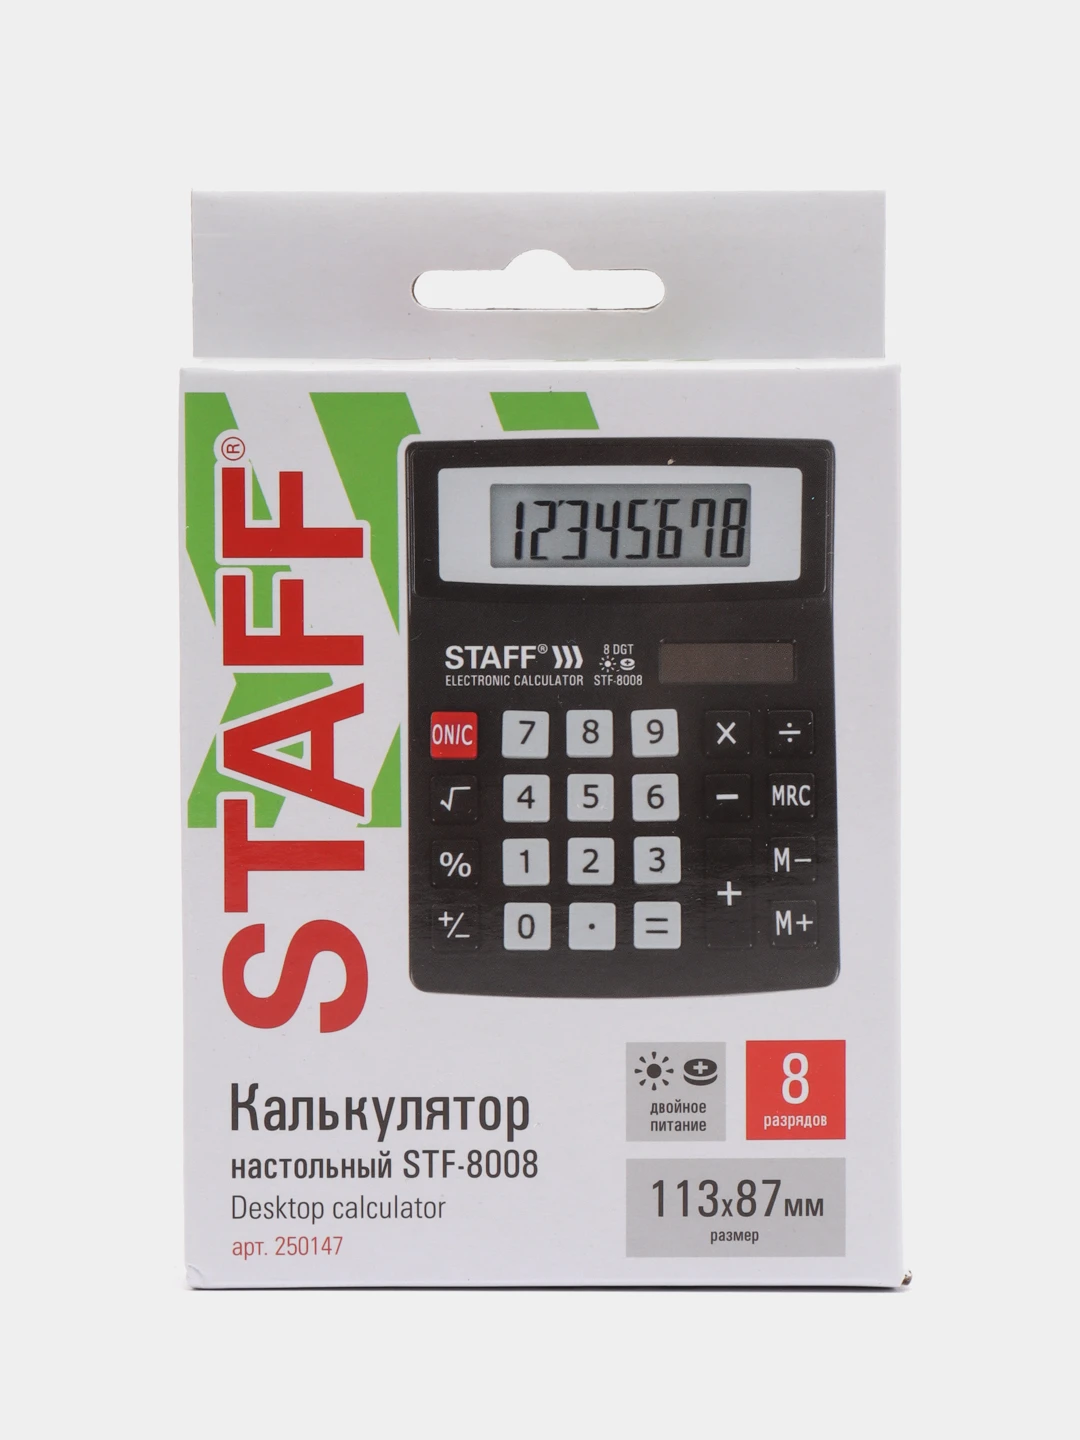 STAFF®
12345678
STAFF®
8 DGT
ELECTRONIC CALCULATOR STF-8008
ON/C 7 8 9 × ÷
√ 4 5 6 − MRC
% 1 2 3 + M−
+/− 0 . = M+
Калькулятор
настольный STF-8008
Desktop calculator
арт. 250147
двойное
питание
8
разрядов
113x87мм
размер